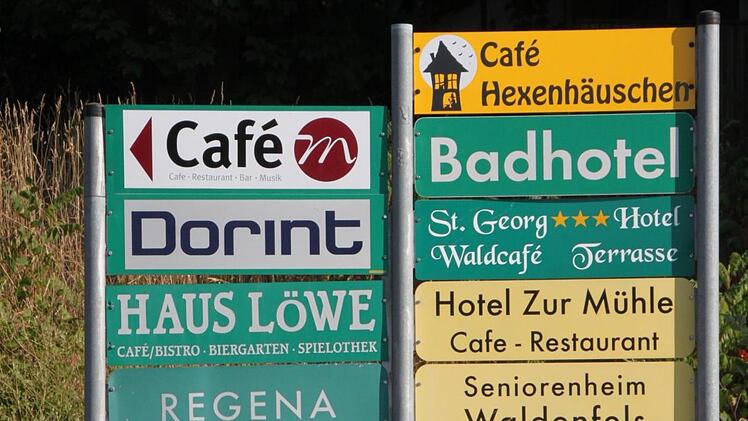 Café m
Cafe · Restaurant · Bar · Musik
Dorint
HAUS LÖWE
CAFÉ/BISTRO · BIERGARTEN · SPIELOTHEK
REGENA
Café
Hexenhäuschen
Badhotel
St. Georg ★★★ Hotel
Waldcafé Terrasse
Hotel Zur Mühle
Cafe - Restaurant
Seniorenheim
Waldenfels